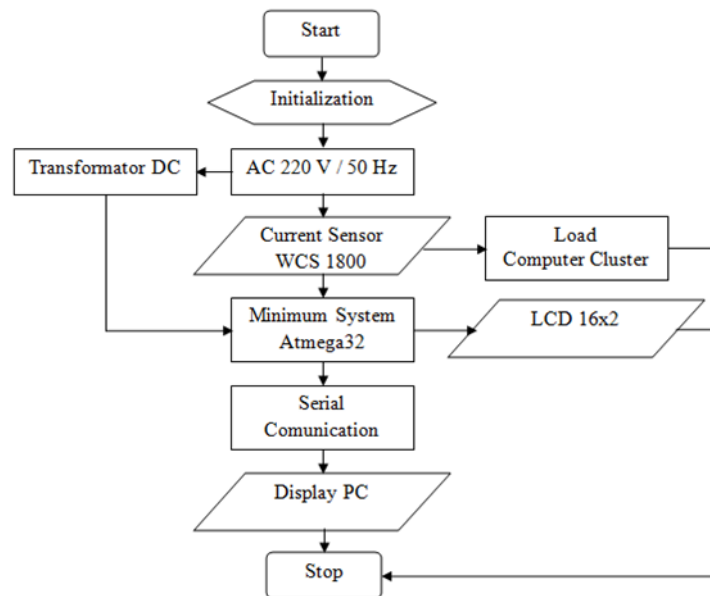 Start
Initialization
Transformator DC
AC 220 V / 50 Hz
Current Sensor
WCS 1800
Load
Computer Cluster
Minimum System
Atmega32
LCD 16x2
Serial
Comunication
Display PC
Stop